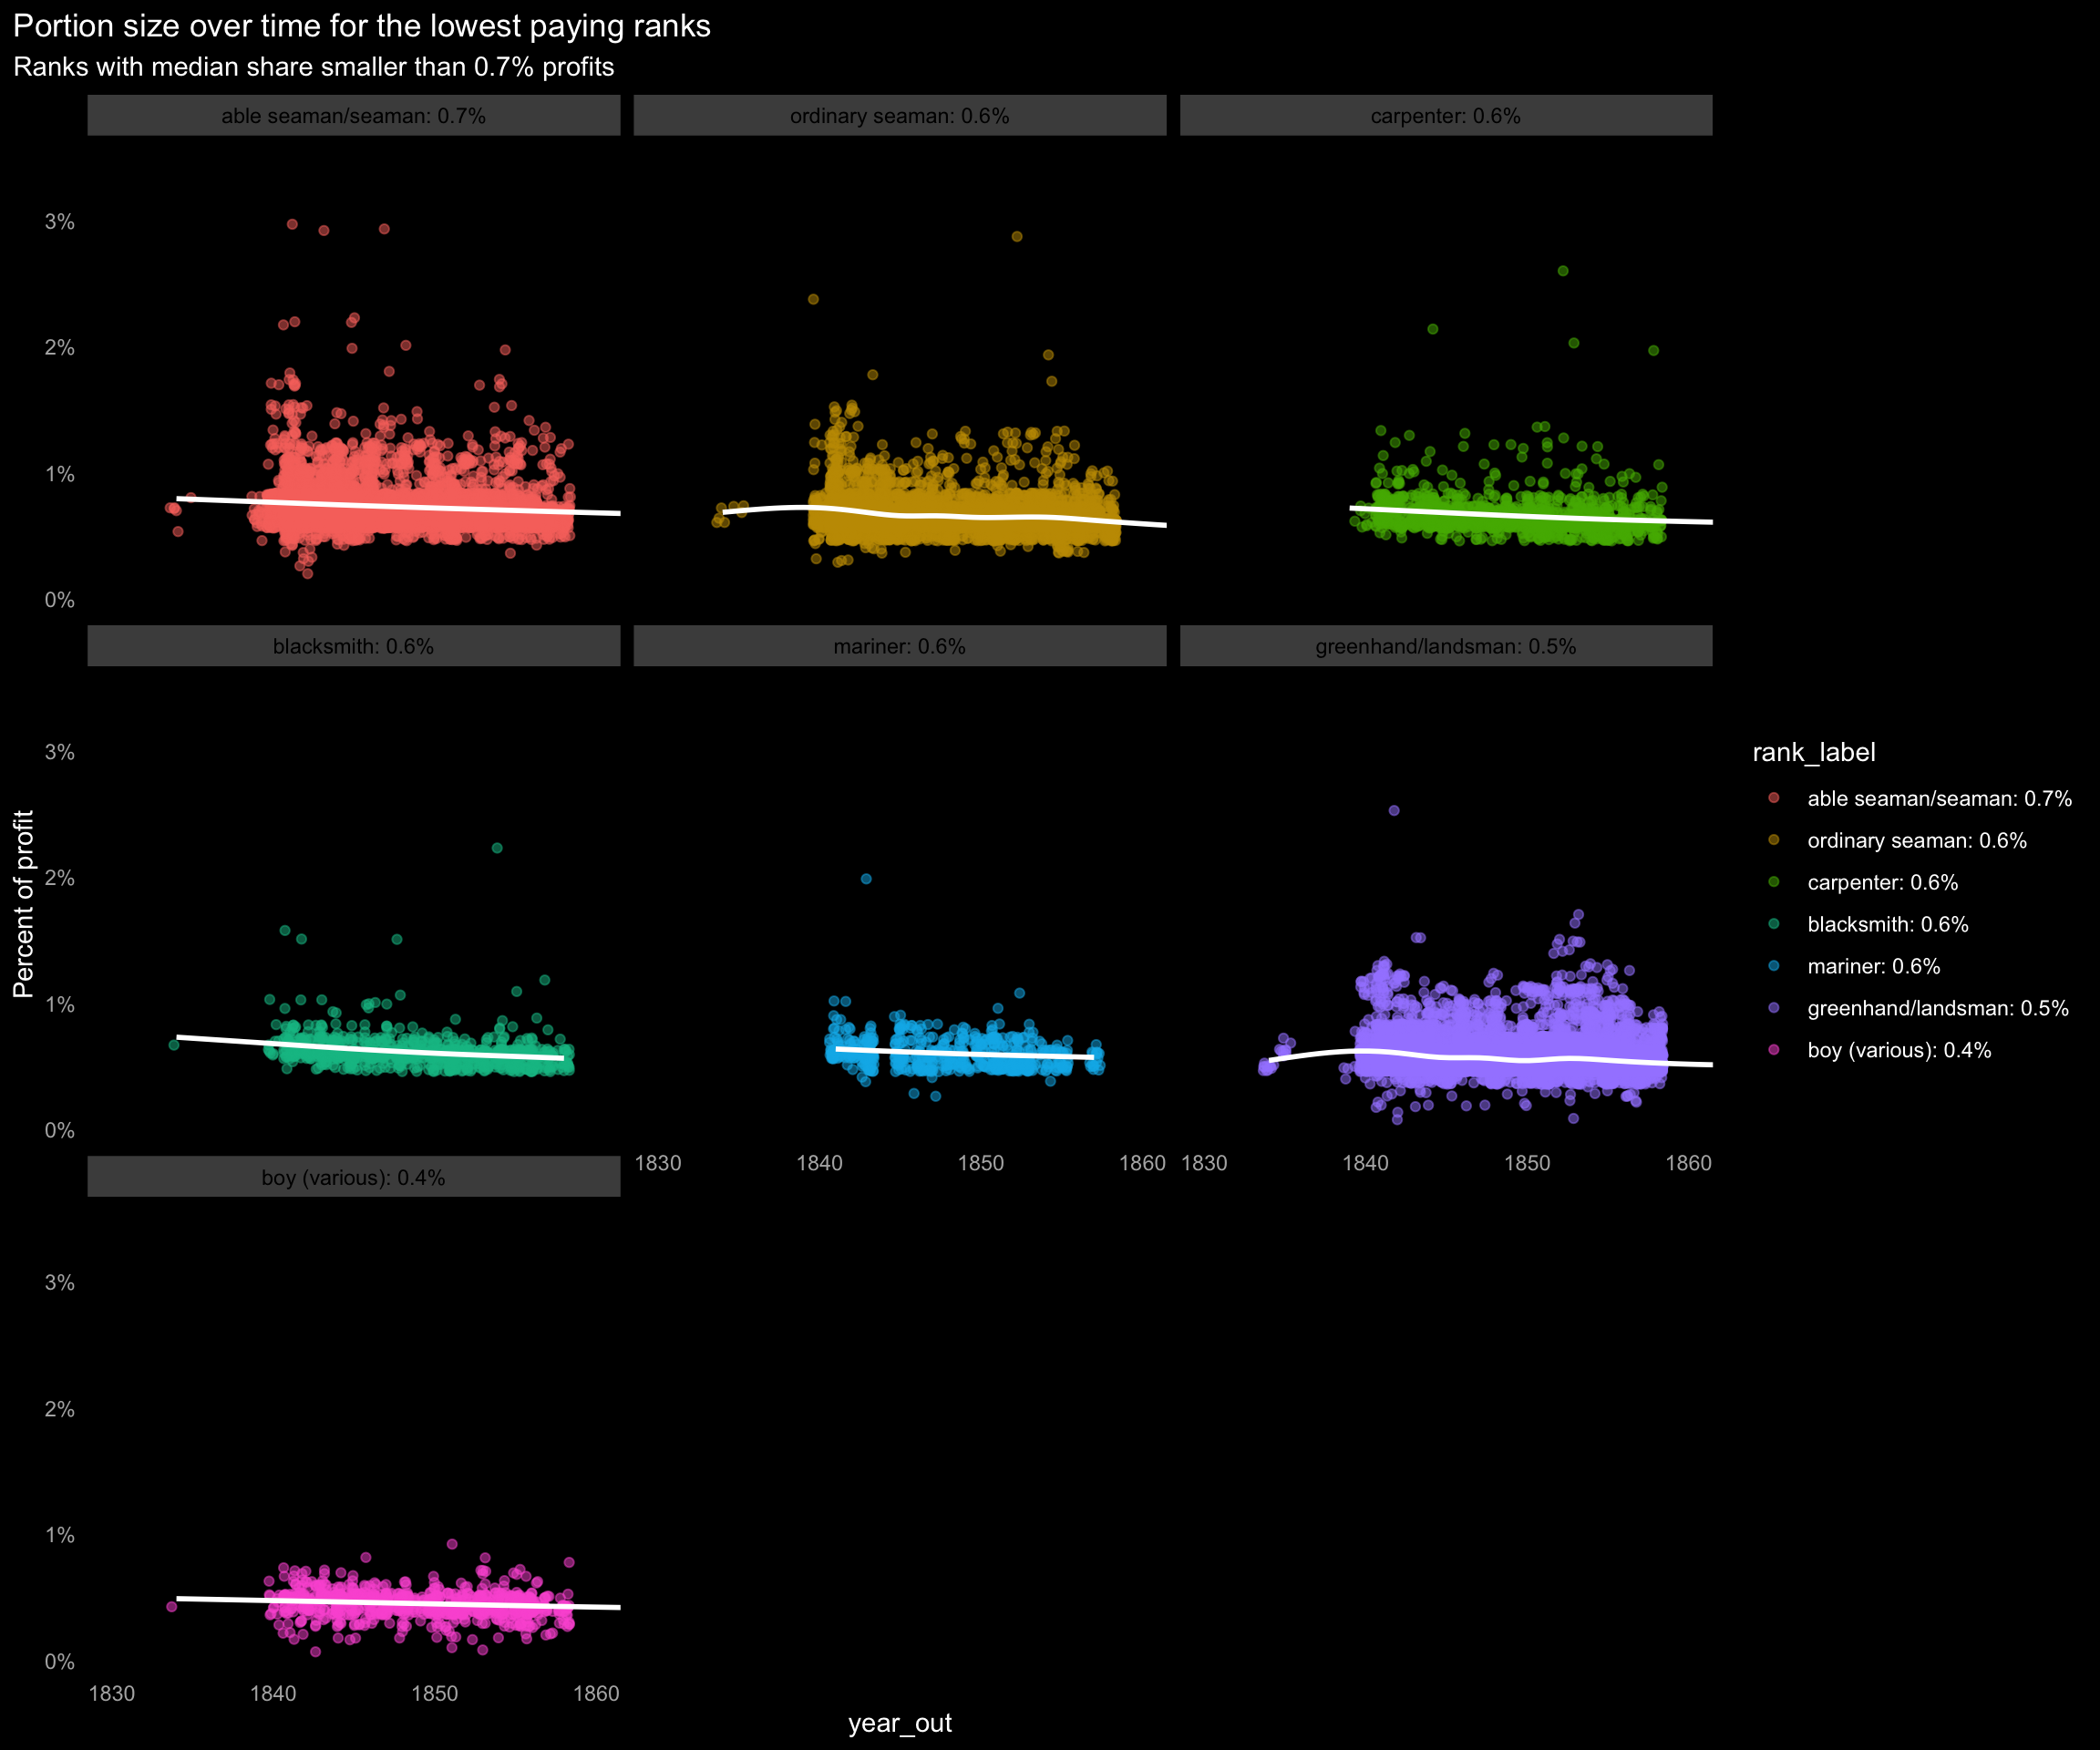 Portion size over time for the lowest paying ranks
Ranks with median share smaller than 0.7% profits
able seaman/seaman: 0.7%
ordinary seaman: 0.6%
carpenter: 0.6%
3%
2%
1%
0%
blacksmith: 0.6%
mariner: 0.6%
greenhand/landsman: 0.5%
3%
2%
1%
0%
1830 1840 1850 1860
1830 1840 1850 1860
boy (various): 0.4%
3%
2%
1%
0%
1830 1840 1850 1860
Percent of profit
year_out
rank_label
able seaman/seaman: 0.7%
ordinary seaman: 0.6%
carpenter: 0.6%
blacksmith: 0.6%
mariner: 0.6%
greenhand/landsman: 0.5%
boy (various): 0.4%